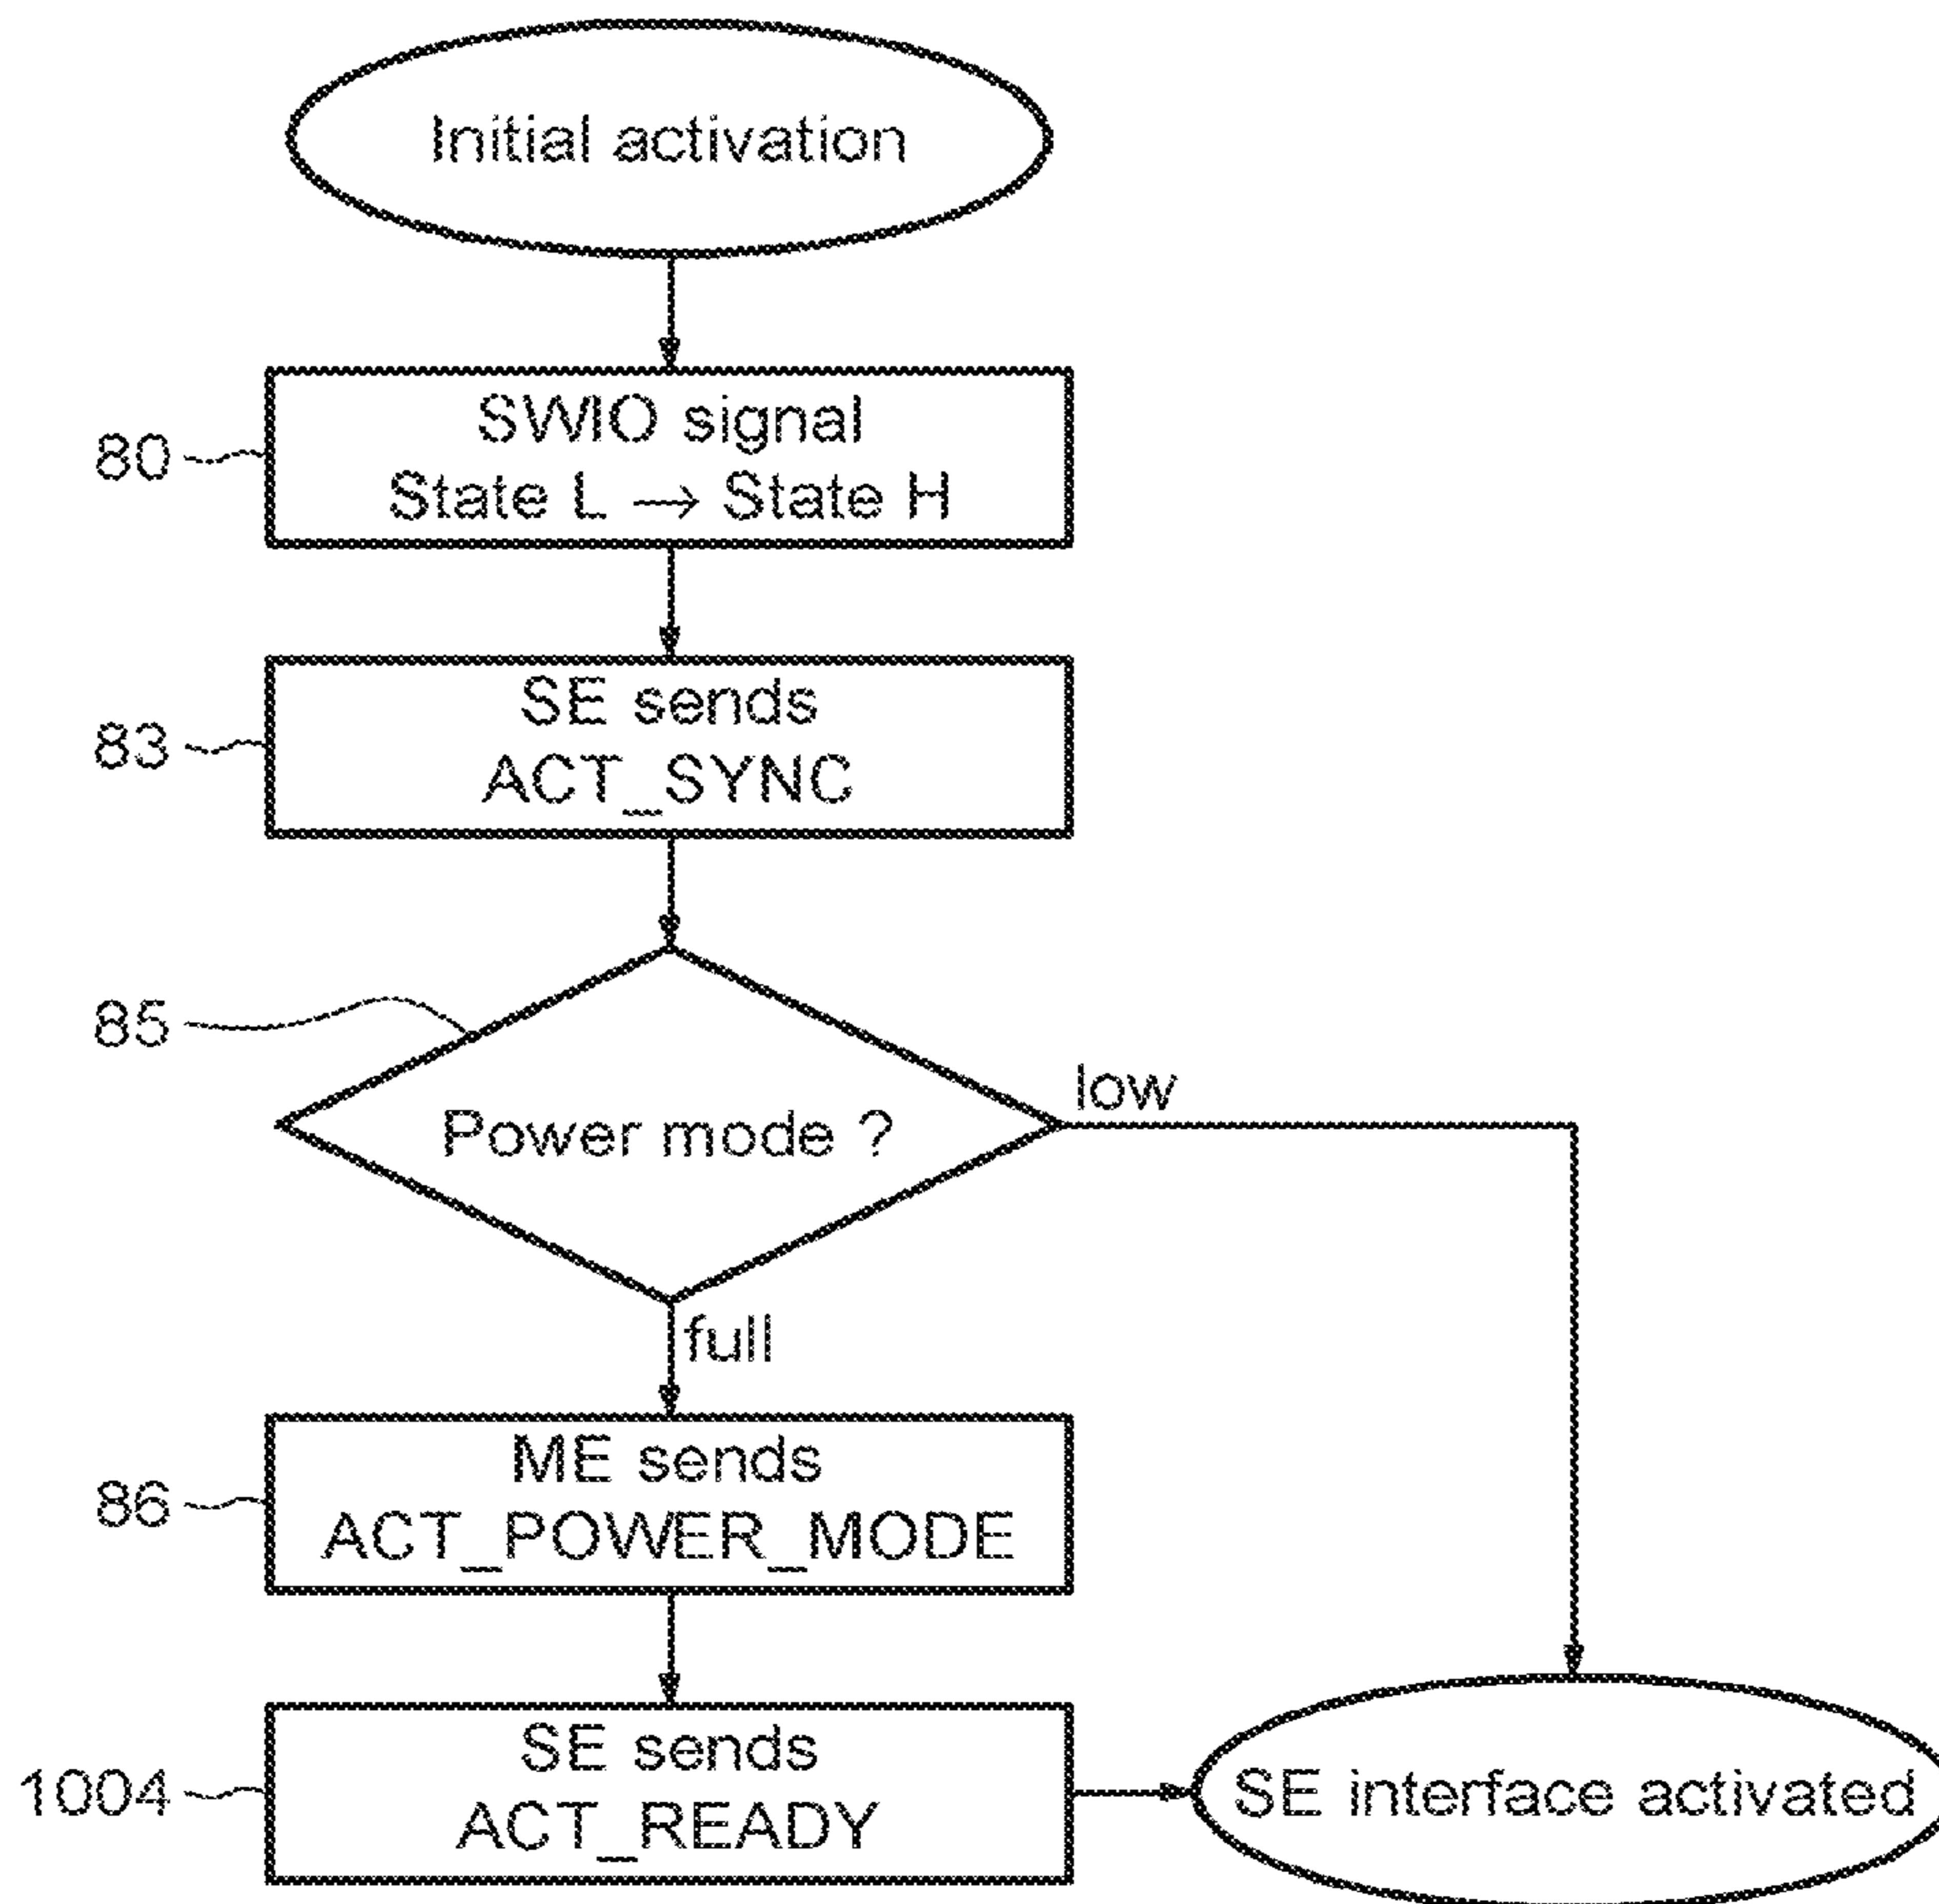 Initial activation
80
SWIO signal
State L → State H
83
SE sends
ACT_SYNC
85
Power mode ?
low
full
86
ME sends
ACT_POWER_MODE
1004
SE sends
ACT_READY
SE interface activated